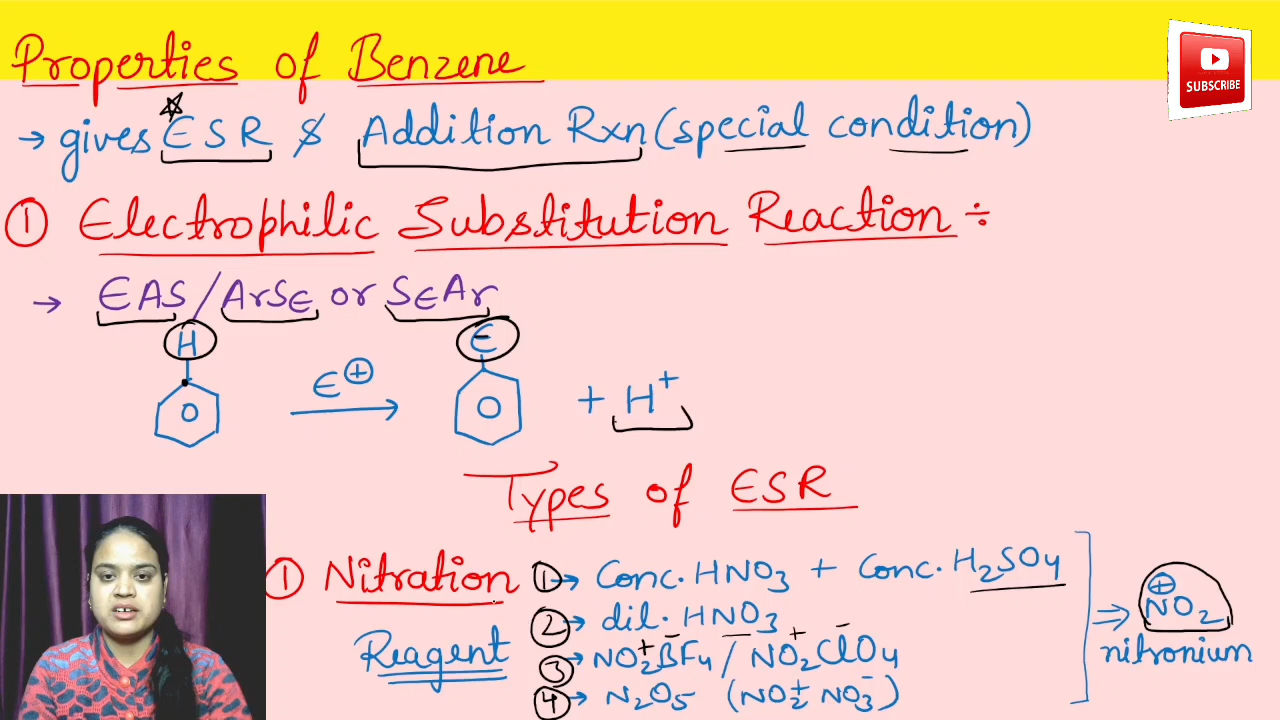 Properties of Benzene
SUBSCRIBE
→ gives ESR $ Addition Rxn (special condition)
① Electrophilic Substitution Reaction ÷
→ EAS / ArSE or SEAr
H E
E⊕ + H+
Types of ESR
① Nitration ①→ Conc. HNO3 + Conc. H2SO4
②→ dil. HNO3
Reagent ③→ NO2+ B̄F4 / NO2+ ClO4-
④→ N2O5 (NO2+ NO3-)
⇒ ⊕NO2
nitronium